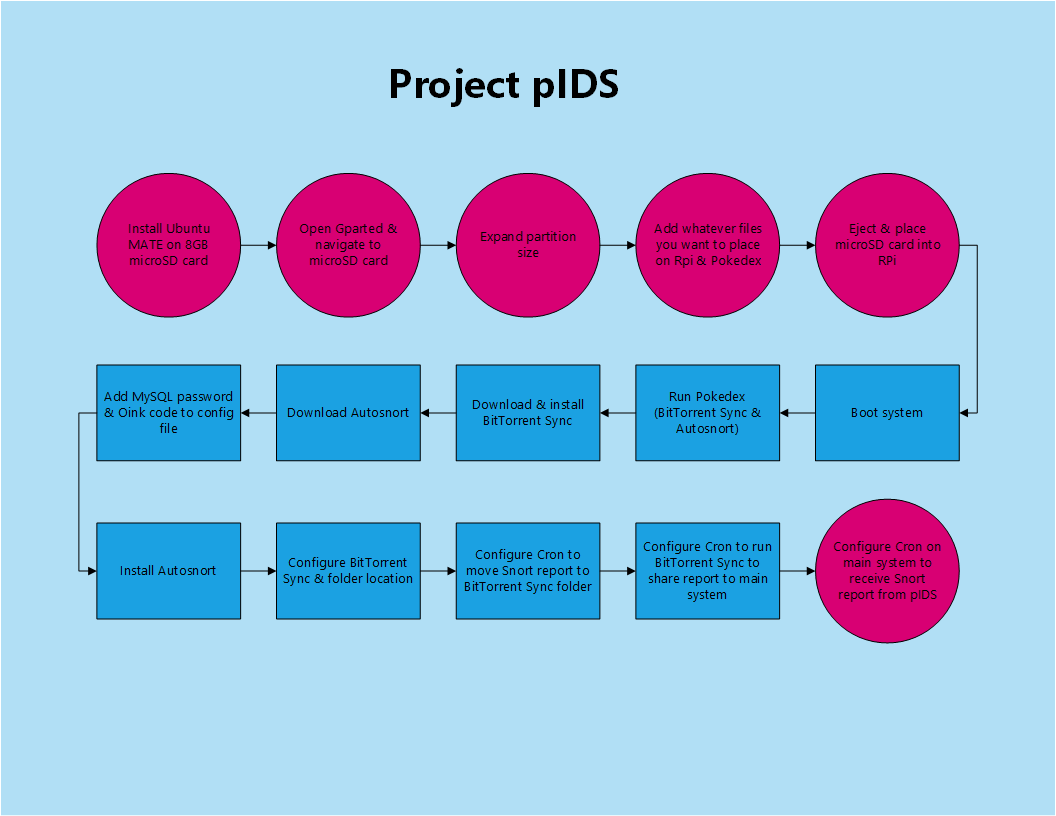 Project pIDS
Install Ubuntu
MATE on 8GB
microSD card
Open Gparted &
navigate to
microSD card
Expand partition
size
Add whatever files
you want to place
on Rpi & Pokedex
Eject & place
microSD card into
RPi
Boot system
Run Pokedex
(BitTorrent Sync &
Autosnort)
Download & install
BitTorrent Sync
Download Autosnort
Add MySQL password
& Oink code to config
file
Install Autosnort
Configure BitTorrent
Sync & folder location
Configure Cron to
move Snort report to
BitTorrent Sync folder
Configure Cron to run
BitTorrent Sync to
share report to main
system
Configure Cron on
main system to
receive Snort
report from pIDS